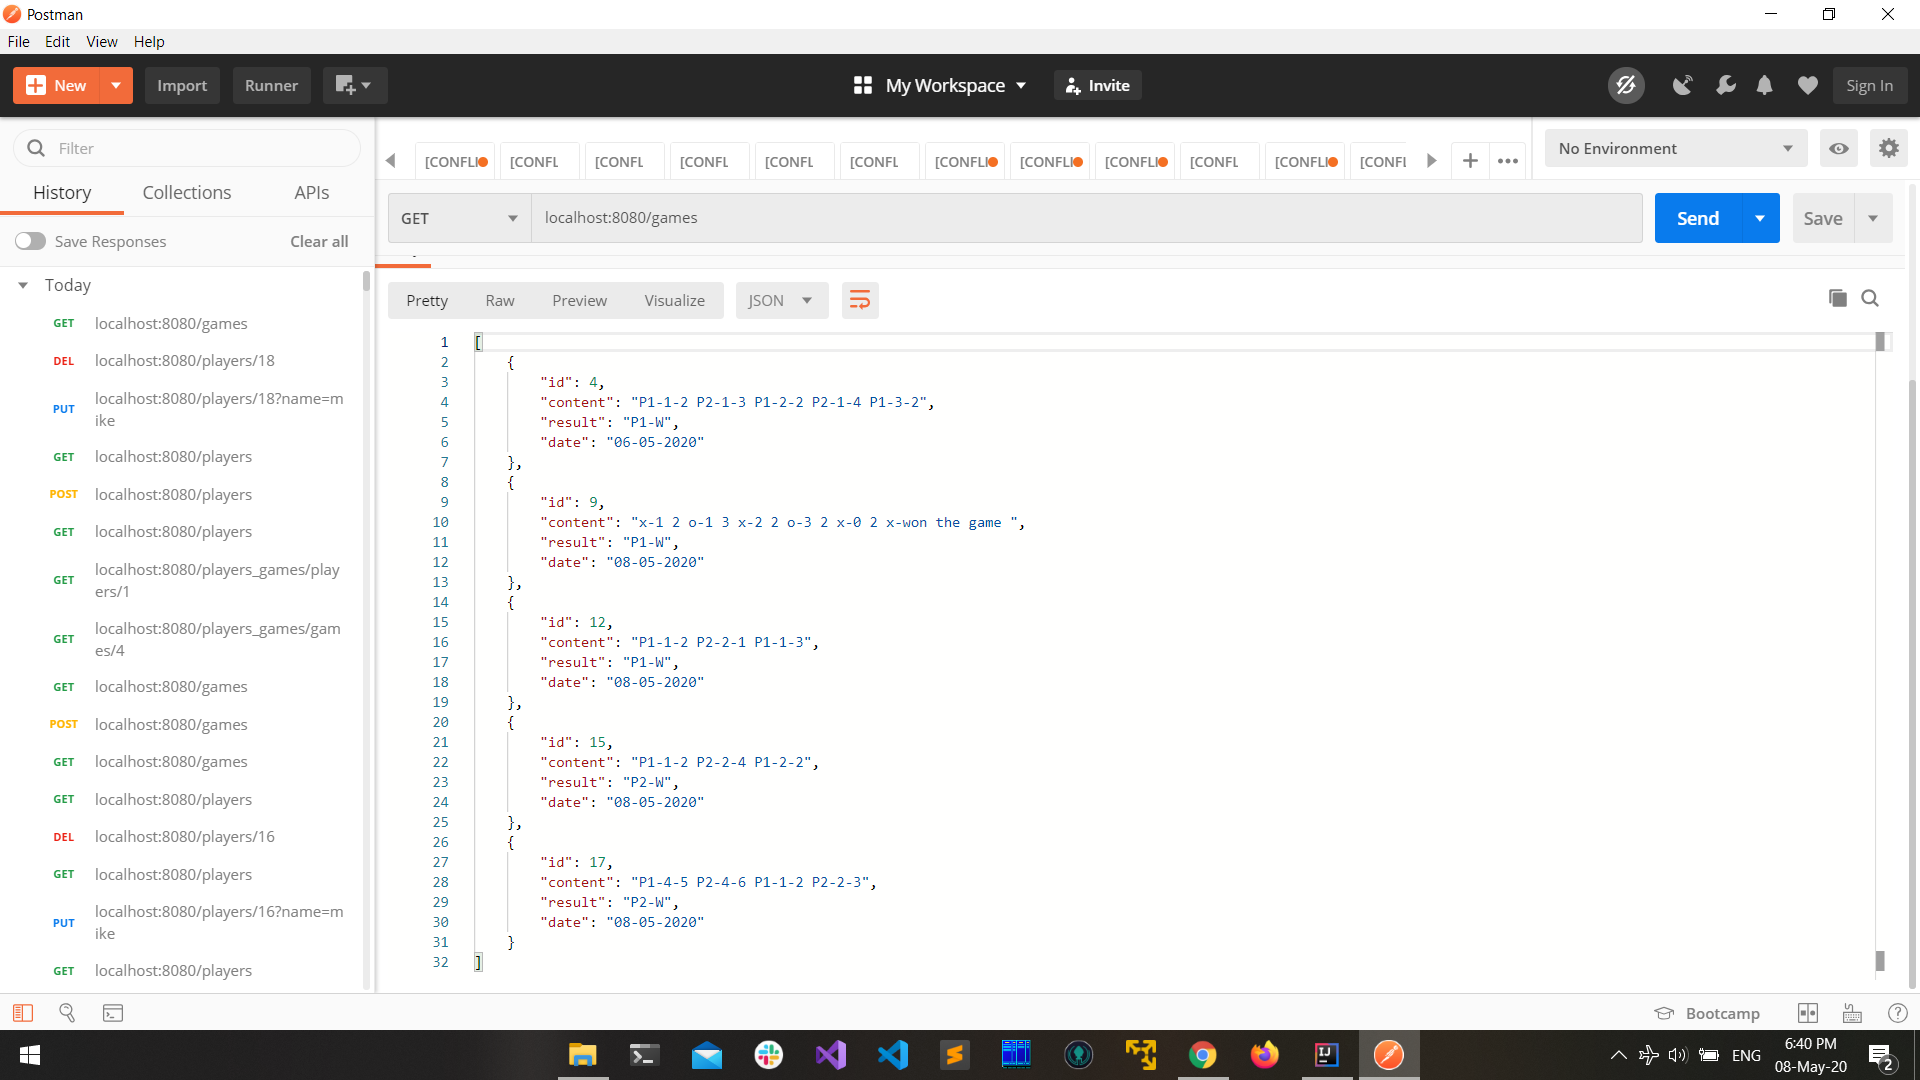 Postman
File Edit View Help
New Import Runner My Workspace Invite Sign In
Filter
History Collections APIs
Save Responses Clear all
Today
GET localhost:8080/games
DEL localhost:8080/players/18
PUT localhost:8080/players/18?name=m
ike
GET localhost:8080/players
POST localhost:8080/players
GET localhost:8080/players
GET localhost:8080/players_games/play
ers/1
GET localhost:8080/players_games/gam
es/4
GET localhost:8080/games
POST localhost:8080/games
GET localhost:8080/games
GET localhost:8080/players
DEL localhost:8080/players/16
GET localhost:8080/players
PUT localhost:8080/players/16?name=m
ike
GET localhost:8080/players
[CONFLI [CONFL [CONFL [CONFL [CONFL [CONFL [CONFLI [CONFLI [CONFLI [CONFL [CONFLI [CONFL
No Environment
GET localhost:8080/games Send Save
Pretty Raw Preview Visualize JSON
1 [
2 {
3 "id": 4,
4 "content": "P1-1-2 P2-1-3 P1-2-2 P2-1-4 P1-3-2",
5 "result": "P1-W",
6 "date": "06-05-2020"
7 },
8 {
9 "id": 9,
10 "content": "x-1 2 o-1 3 x-2 2 o-3 2 x-0 2 x-won the game ",
11 "result": "P1-W",
12 "date": "08-05-2020"
13 },
14 {
15 "id": 12,
16 "content": "P1-1-2 P2-2-1 P1-1-3",
17 "result": "P1-W",
18 "date": "08-05-2020"
19 },
20 {
21 "id": 15,
22 "content": "P1-1-2 P2-2-4 P1-2-2",
23 "result": "P2-W",
24 "date": "08-05-2020"
25 },
26 {
27 "id": 17,
28 "content": "P1-4-5 P2-4-6 P1-1-2 P2-2-3",
29 "result": "P2-W",
30 "date": "08-05-2020"
31 }
32 ]
Bootcamp
ENG
6:40 PM
08-May-20
2